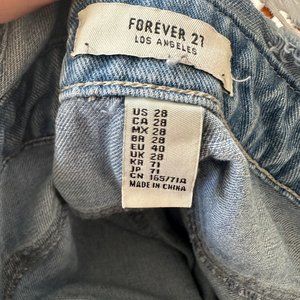 FOREVER 21
LOS ANGELES
US 28
CA 28
MX 28
BR 28
EU 40
UK 28
KR 71
JP 71
CN 165/71A
MADE IN CHINA